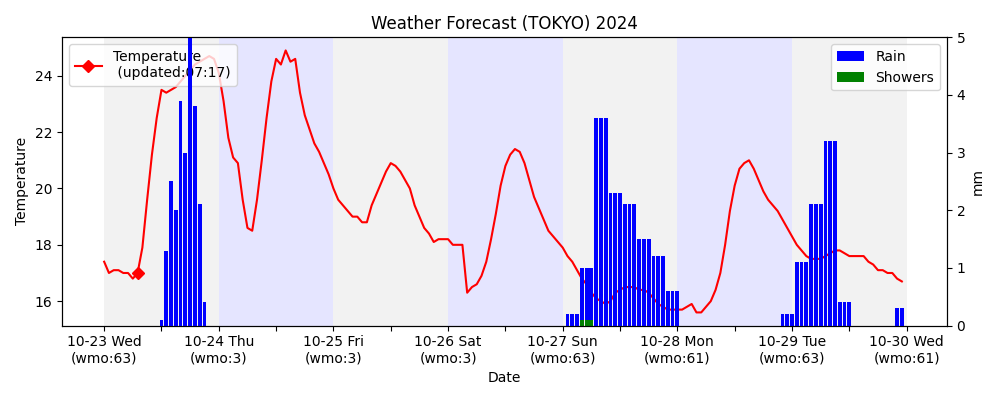 Weather Forecast (TOKYO) 2024
Temperature
(updated:07:17)
Rain
Showers
Temperature
24
22
20
18
16
5
4
3
2
1
0
mm
10-23 Wed
(wmo:63)
10-24 Thu
(wmo:3)
10-25 Fri
(wmo:3)
10-26 Sat
(wmo:3)
10-27 Sun
(wmo:63)
10-28 Mon
(wmo:61)
10-29 Tue
(wmo:63)
10-30 Wed
(wmo:61)
Date